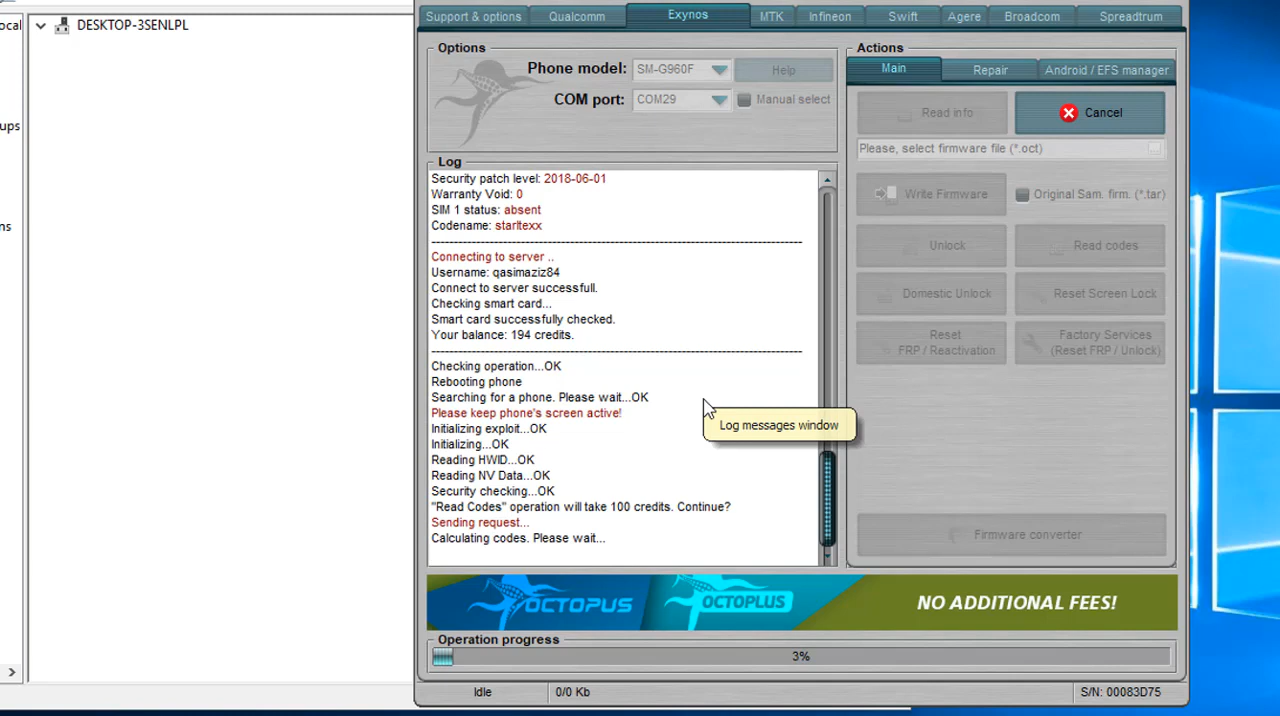 ocal
DESKTOP-3SENLPL
ups
ns
Support & options
Qualcomm
Exynos
MTK
Infineon
Swift
Agere
Broadcom
Spreadtrum
Options
Phone model: SM-G960F
Help
COM port: COM29
Manual select
Log
Security patch level: 2018-06-01
Warranty Void: 0
SIM 1 status: absent
Codename: starltexx
Connecting to server ..
Username: qasimaziz84
Connect to server successfull.
Checking smart card...
Smart card successfully checked.
Your balance: 194 credits.
Checking operation...OK
Rebooting phone
Searching for a phone. Please wait...OK
Please keep phone's screen active!
Initializing exploit...OK
Initializing...OK
Reading HWID...OK
Reading NV Data...OK
Security checking...OK
"Read Codes" operation will take 100 credits. Continue?
Sending request...
Calculating codes. Please wait...
Log messages window
Actions
Main
Repair
Android / EFS manager
Read info
Cancel
Please, select firmware file (*.oct)
Write Firmware
Original Sam. firm. (*.tar)
Unlock
Read codes
Domestic Unlock
Reset Screen Lock
Reset
FRP / Reactivation
Factory Services
(Reset FRP / Unlock)
Firmware converter
OCTOPUS
OCTOPLUS
NO ADDITIONAL FEES!
Operation progress
3%
Idle
0/0 Kb
S/N: 00083D75